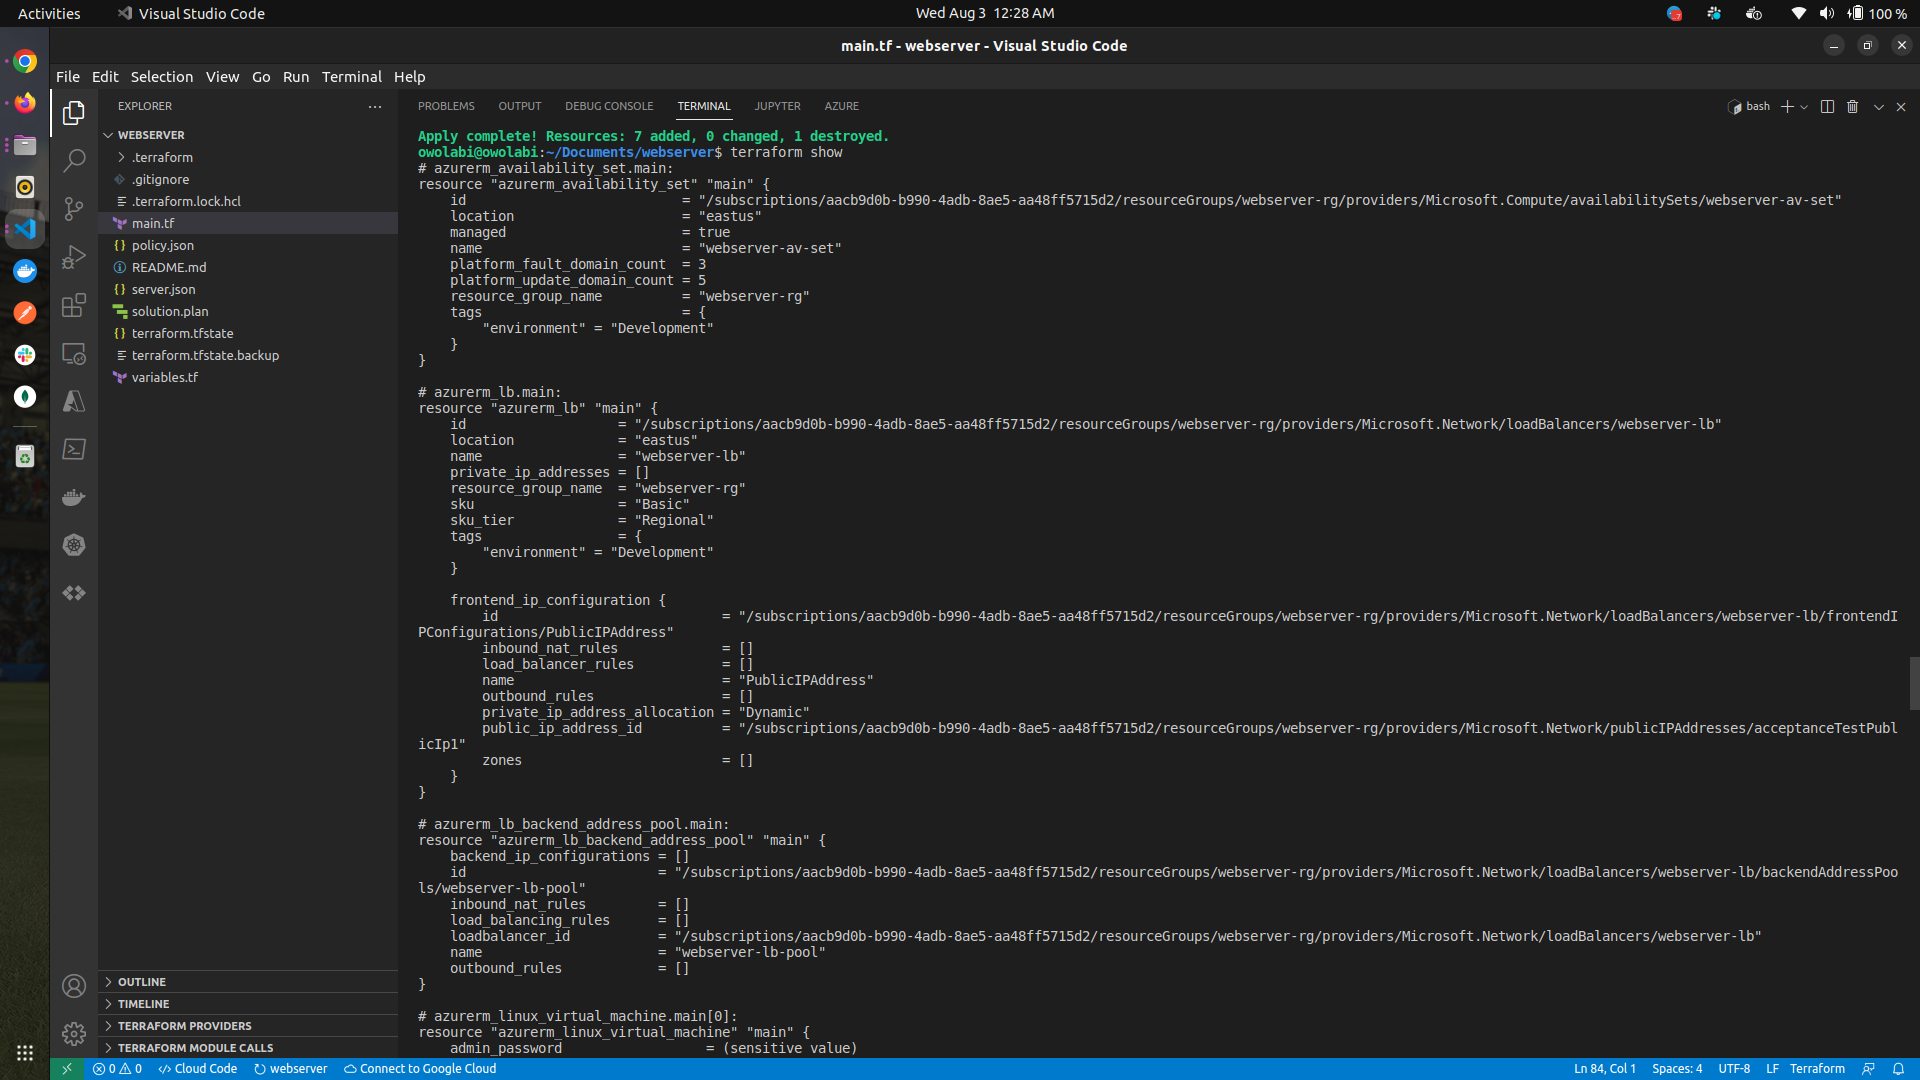 Activities
Visual Studio Code
Wed Aug 3 12:28 AM
100 %
main.tf - webserver - Visual Studio Code
File Edit Selection View Go Run Terminal Help
EXPLORER
WEBSERVER
.terraform
.gitignore
.terraform.lock.hcl
main.tf
policy.json
README.md
server.json
solution.plan
terraform.tfstate
terraform.tfstate.backup
variables.tf
OUTLINE
TIMELINE
TERRAFORM PROVIDERS
TERRAFORM MODULE CALLS
PROBLEMS OUTPUT DEBUG CONSOLE TERMINAL JUPYTER AZURE
bash
Apply complete! Resources: 7 added, 0 changed, 1 destroyed.
owolabi@owolabi:~/Documents/webserver$ terraform show
# azurerm_availability_set.main:
resource "azurerm_availability_set" "main" {
    id                           = "/subscriptions/aacb9d0b-b990-4adb-8ae5-aa48ff5715d2/resourceGroups/webserver-rg/providers/Microsoft.Compute/availabilitySets/webserver-av-set"
    location                     = "eastus"
    managed                      = true
    name                         = "webserver-av-set"
    platform_fault_domain_count  = 3
    platform_update_domain_count = 5
    resource_group_name          = "webserver-rg"
    tags                         = {
        "environment" = "Development"
    }
}
# azurerm_lb.main:
resource "azurerm_lb" "main" {
    id                   = "/subscriptions/aacb9d0b-b990-4adb-8ae5-aa48ff5715d2/resourceGroups/webserver-rg/providers/Microsoft.Network/loadBalancers/webserver-lb"
    location             = "eastus"
    name                 = "webserver-lb"
    private_ip_addresses = []
    resource_group_name  = "webserver-rg"
    sku                  = "Basic"
    sku_tier             = "Regional"
    tags                 = {
        "environment" = "Development"
    }
    frontend_ip_configuration {
        id                            = "/subscriptions/aacb9d0b-b990-4adb-8ae5-aa48ff5715d2/resourceGroups/webserver-rg/providers/Microsoft.Network/loadBalancers/webserver-lb/frontendI
PConfigurations/PublicIPAddress"
        inbound_nat_rules             = []
        load_balancer_rules           = []
        name                          = "PublicIPAddress"
        outbound_rules                = []
        private_ip_address_allocation = "Dynamic"
        public_ip_address_id          = "/subscriptions/aacb9d0b-b990-4adb-8ae5-aa48ff5715d2/resourceGroups/webserver-rg/providers/Microsoft.Network/publicIPAddresses/acceptanceTestPubl
icIp1"
        zones                         = []
    }
}
# azurerm_lb_backend_address_pool.main:
resource "azurerm_lb_backend_address_pool" "main" {
    backend_ip_configurations = []
    id                        = "/subscriptions/aacb9d0b-b990-4adb-8ae5-aa48ff5715d2/resourceGroups/webserver-rg/providers/Microsoft.Network/loadBalancers/webserver-lb/backendAddressPoo
ls/webserver-lb-pool"
    inbound_nat_rules         = []
    load_balancing_rules      = []
    loadbalancer_id           = "/subscriptions/aacb9d0b-b990-4adb-8ae5-aa48ff5715d2/resourceGroups/webserver-rg/providers/Microsoft.Network/loadBalancers/webserver-lb"
    name                      = "webserver-lb-pool"
    outbound_rules            = []
}
# azurerm_linux_virtual_machine.main[0]:
resource "azurerm_linux_virtual_machine" "main" {
    admin_password                  = (sensitive value)
0 0 Cloud Code webserver Connect to Google Cloud
Ln 84, Col 1 Spaces: 4 UTF-8 LF Terraform